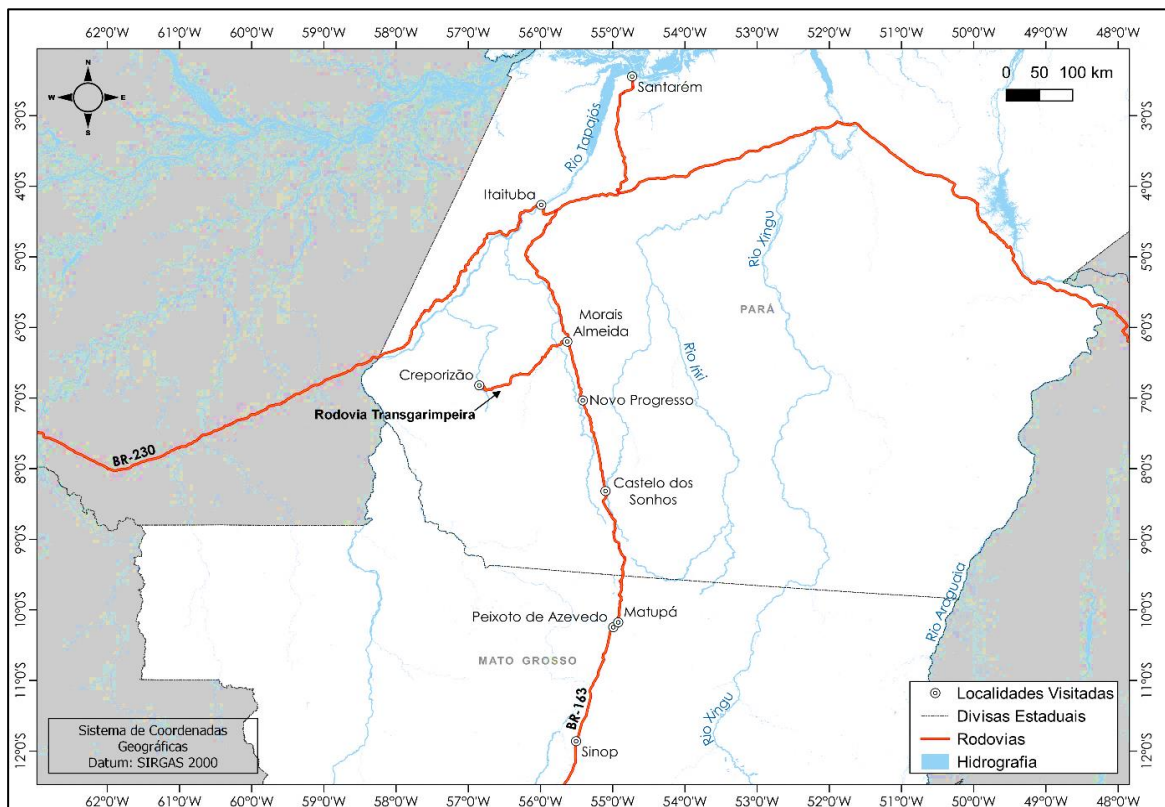 62°0'W 61°0'W 60°0'W 59°0'W 58°0'W 57°0'W 56°0'W 55°0'W 54°0'W 53°0'W 52°0'W 51°0'W 50°0'W 49°0'W 48°0'W
N
W E
S
0 50 100 km
Santarém
Rio Tapajós
3°0'S 3°0'S
4°0'S 4°0'S
Itaituba
5°0'S 5°0'S
Rio Xingu
PARÁ
6°0'S 6°0'S
Morais
Almeida
Rio Iriri
Creporizão
7°0'S 7°0'S
Novo Progresso
Rodovia Transgarimpeira
BR-230
8°0'S 8°0'S
Castelo dos
Sonhos
9°0'S 9°0'S
10°0'S 10°0'S
Rio Araguaia
Peixoto de Azevedo
Matupá
MATO GROSSO
11°0'S 11°0'S
BR-163
Rio Xingu
12°0'S 12°0'S
Sinop
Sistema de Coordenadas
Geográficas
Datum: SIRGAS 2000
Localidades Visitadas
Divisas Estaduais
Rodovias
Hidrografia
62°0'W 61°0'W 60°0'W 59°0'W 58°0'W 57°0'W 56°0'W 55°0'W 54°0'W 53°0'W 52°0'W 51°0'W 50°0'W 49°0'W 48°0'W